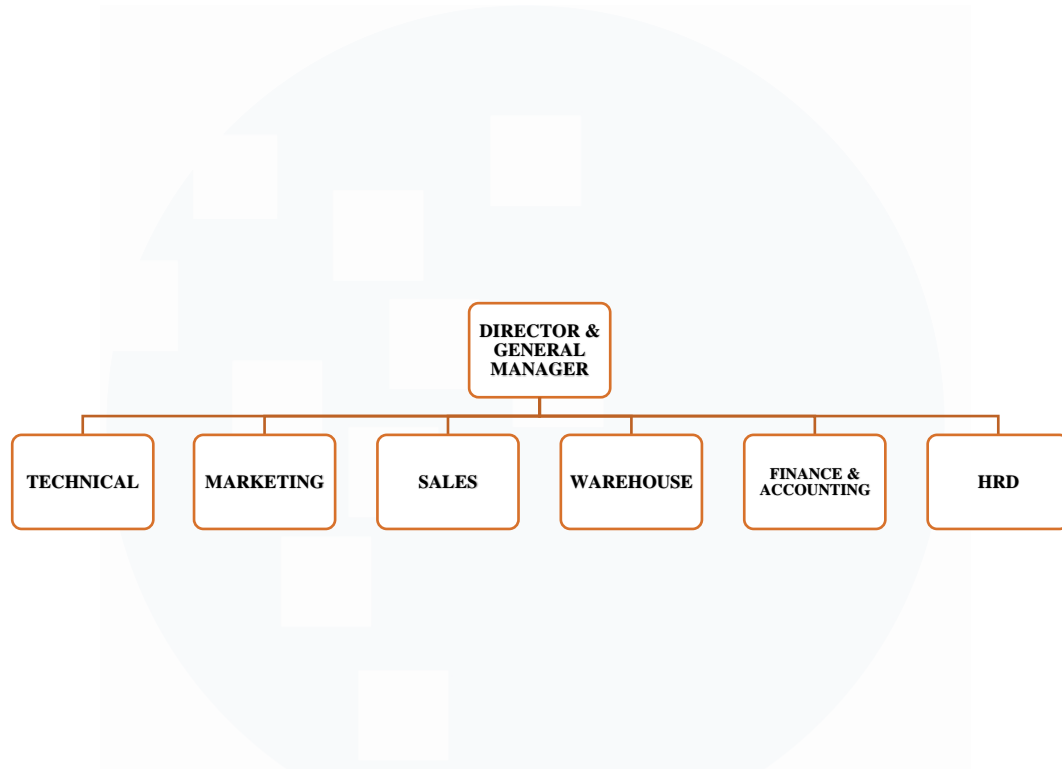 DIRECTOR &
GENERAL
MANAGER
TECHNICAL
MARKETING
SALES
WAREHOUSE
FINANCE &
ACCOUNTING
HRD